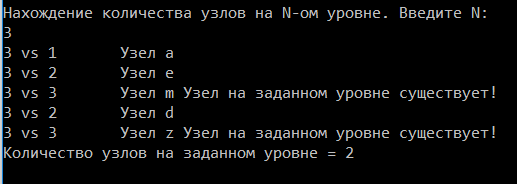 Нахождение количества узлов на N-ом уровне. Введите N:
3
3 vs 1 Узел a
3 vs 2 Узел e
3 vs 3 Узел m Узел на заданном уровне существует!
3 vs 2 Узел d
3 vs 3 Узел z Узел на заданном уровне существует!
Количество узлов на заданном уровне = 2